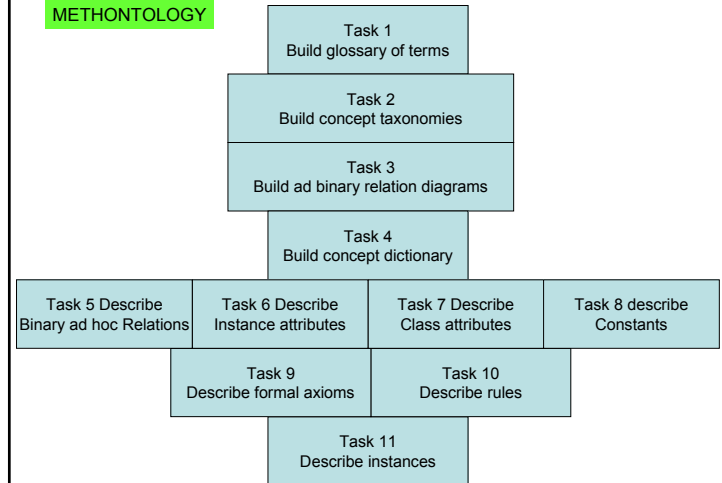 METHONTOLOGY
Task 1
Build glossary of terms
Task 2
Build concept taxonomies
Task 3
Build ad binary relation diagrams
Task 4
Build concept dictionary
Task 5 Describe
Binary ad hoc Relations
Task 6 Describe
Instance attributes
Task 7 Describe
Class attributes
Task 8 describe
Constants
Task 9
Describe formal axioms
Task 10
Describe rules
Task 11
Describe instances